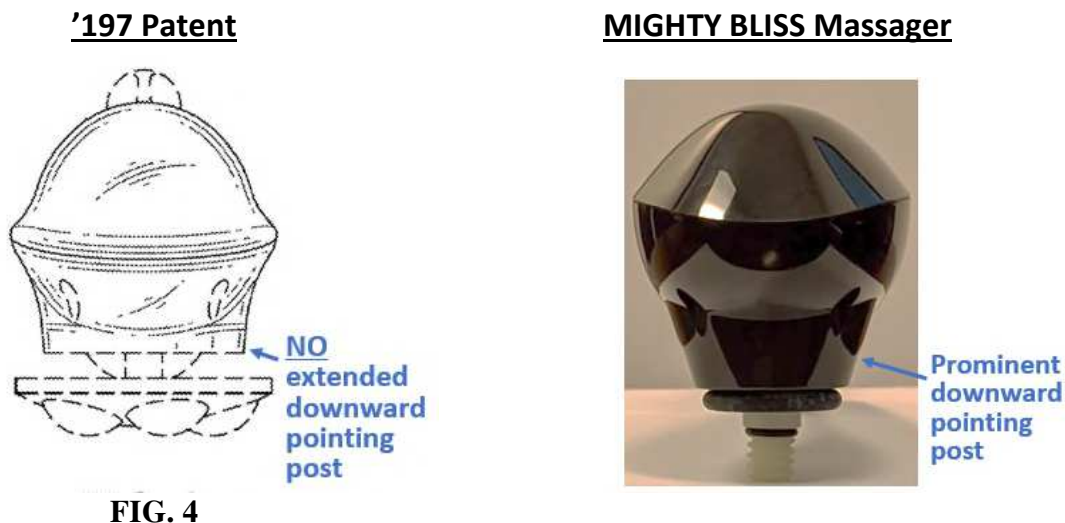 ’197 Patent
MIGHTY BLISS Massager
NO
extended
downward
pointing
post
Prominent
downward
pointing
post
FIG. 4